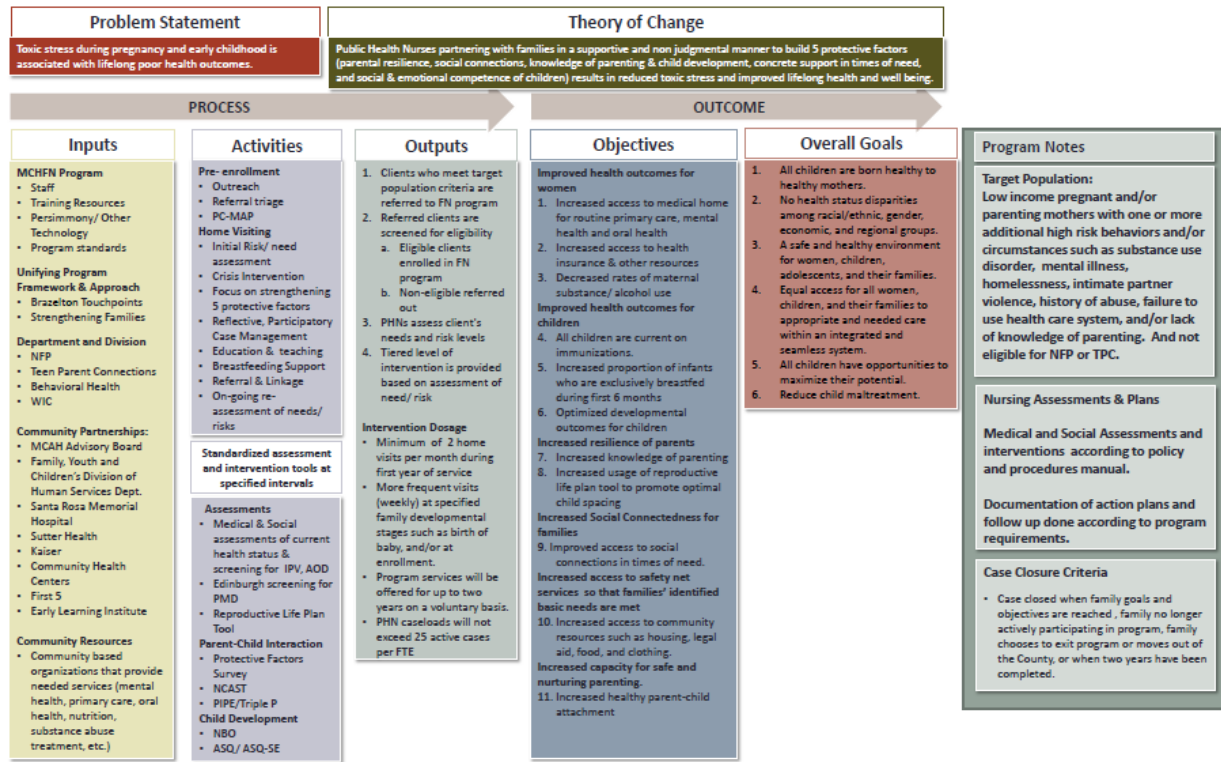 Problem Statement
Toxic stress during pregnancy and early childhood is
associated with lifelong poor health outcomes.
Theory of Change
Public Health Nurses partnering with families in a supportive and non judgmental manner to build 5 protective factors
(parental resilience, social connections, knowledge of parenting & child development, concrete support in times of need,
and social & emotional competence of children) results in reduced toxic stress and improved lifelong health and well being.
PROCESS
OUTCOME
Inputs
MCHFN Program
• Staff
• Training Resources
• Persimmony/ Other
Technology
• Program standards
Unifying Program
Framework & Approach
• Brazelton Touchpoints
• Strengthening Families
Department and Division
• NFP
• Teen Parent Connections
• Behavioral Health
• WIC
Community Partnerships:
• MCAH Advisory Board
• Family, Youth and
Children's Division of
Human Services Dept.
• Santa Rosa Memorial
Hospital
• Sutter Health
• Kaiser
• Community Health
Centers
• First 5
• Early Learning Institute
Community Resources
• Community based
organizations that provide
needed services (mental
health, primary care, oral
health, nutrition,
substance abuse
treatment, etc.)
Activities
Pre- enrollment
• Outreach
• Referral triage
• PC-MAP
Home Visiting
• Initial Risk/ need
assessment
• Crisis Intervention
• Focus on strengthening
5 protective factors
• Reflective, Participatory
Case Management
• Education & teaching
• Breastfeeding Support
• Referral & Linkage
• On-going re-
assessment of needs/
risks
Standardized assessment
and intervention tools at
specified intervals
Assessments
• Medical & Social
assessments of current
health status &
screening for IPV, AOD
• Edinburgh screening for
PMD
• Reproductive Life Plan
Tool
Parent-Child Interaction
• Protective Factors
Survey
• NCAST
• PIPE/Triple P
Child Development
• NBO
• ASQ/ ASQ-SE
Outputs
1. Clients who meet target
population criteria are
referred to FN program
2. Referred clients are
screened for eligibility
a. Eligible clients
enrolled in FN
program
b. Non-eligible referred
out
3. PHNs assess client's
needs and risk levels
4. Tiered level of
intervention is provided
based on assessment of
need/ risk
Intervention Dosage
• Minimum of 2 home
visits per month during
first year of service
• More frequent visits
(weekly) at specified
family developmental
stages such as birth of
baby, and/or at
enrollment.
• Program services will be
offered for up to two
years on a voluntary basis.
• PHN caseloads will not
exceed 25 active cases
per FTE
Objectives
Improved health outcomes for
women
1. Increased access to medical home
for routine primary care, mental
health and oral health
2. Increased access to health
insurance & other resources
3. Decreased rates of maternal
substance/ alcohol use
Improved health outcomes for
children
4. All children are current on
immunizations.
5. Increased proportion of infants
who are exclusively breastfed
during first 6 months
6. Optimized developmental
outcomes for children
Increased resilience of parents
7. Increased knowledge of parenting
8. Increased usage of reproductive
life plan tool to promote optimal
child spacing
Increased Social Connectedness for
families
9. Improved access to social
connections in times of need.
Increased access to safety net
services so that families' identified
basic needs are met
10. Increased access to community
resources such as housing, legal
aid, food, and clothing.
Increased capacity for safe and
nurturing parenting.
11. Increased healthy parent-child
attachment
Overall Goals
1. All children are born healthy to
healthy mothers.
2. No health status disparities
among racial/ethnic, gender,
economic, and regional groups.
3. A safe and healthy environment
for women, children,
adolescents, and their families.
4. Equal access for all women,
children, and their families to
appropriate and needed care
within an integrated and
seamless system.
5. All children have opportunities to
maximize their potential.
6. Reduce child maltreatment.
Program Notes
Target Population:
Low income pregnant and/or
parenting mothers with one or more
additional high risk behaviors and/or
circumstances such as substance use
disorder, mental illness,
homelessness, intimate partner
violence, history of abuse, failure to
use health care system, and/or lack
of knowledge of parenting. And not
eligible for NFP or TPC.
Nursing Assessments & Plans
Medical and Social Assessments and
interventions according to policy
and procedures manual.
Documentation of action plans and
follow up done according to program
requirements.
Case Closure Criteria
• Case closed when family goals and
objectives are reached , family no longer
actively participating in program, family
chooses to exit program or moves out of
the County, or when two years have been
completed.